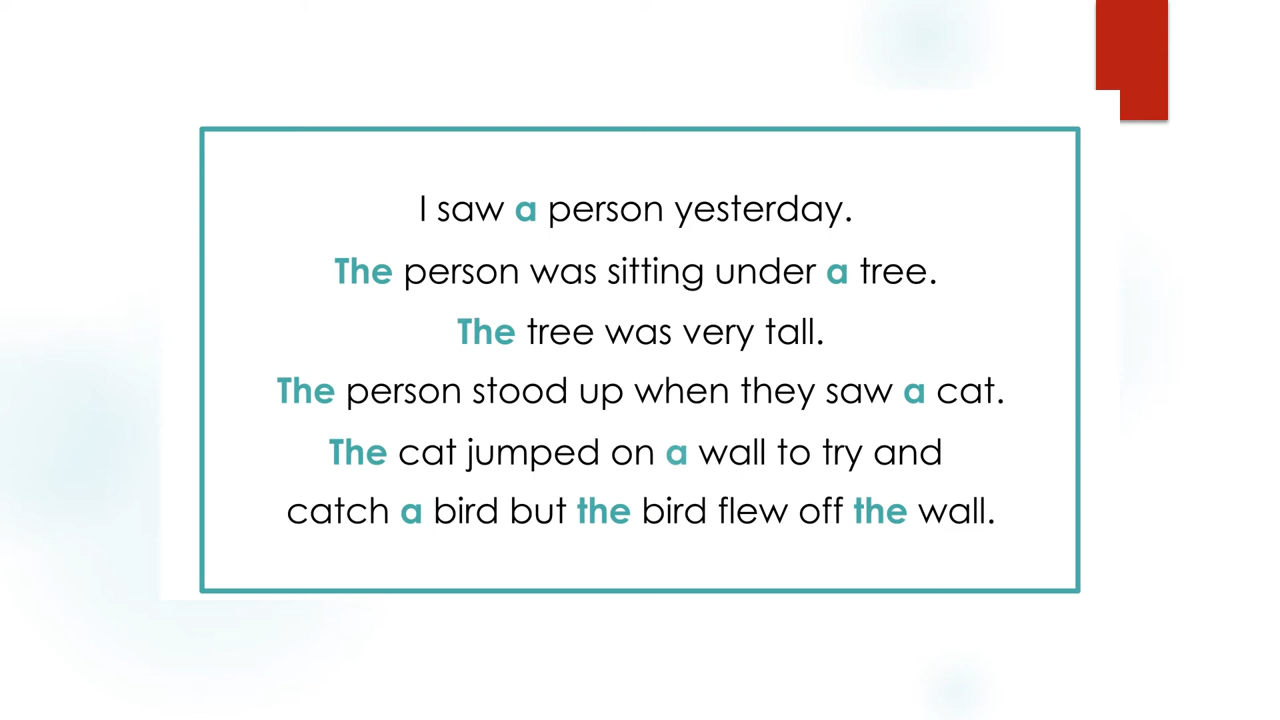 I saw a person yesterday.
The person was sitting under a tree.
The tree was very tall.
The person stood up when they saw a cat.
The cat jumped on a wall to try and
catch a bird but the bird flew off the wall.